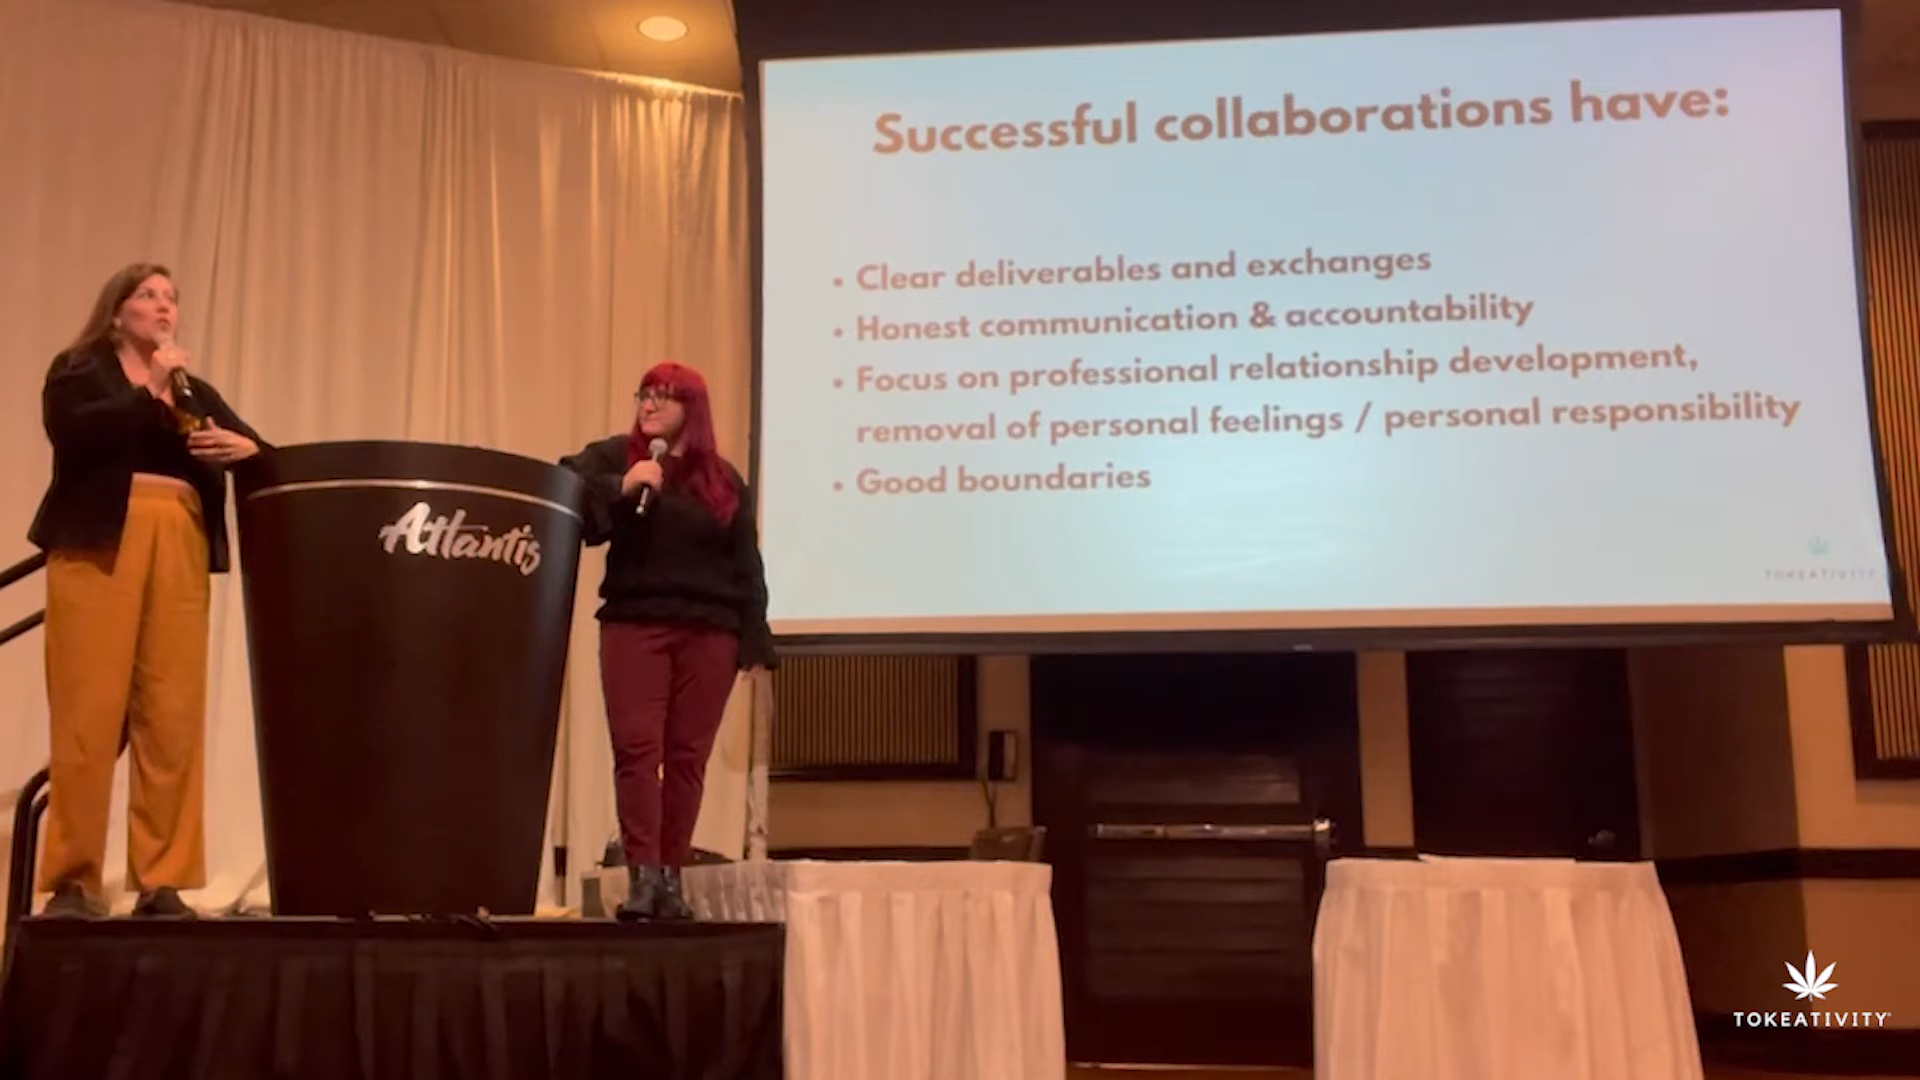 Successful collaborations have:
• Clear deliverables and exchanges
• Honest communication & accountability
• Focus on professional relationship development,
removal of personal feelings / personal responsibility
• Good boundaries
TOKEATIVITY
Atlantis
TOKEATIVITY